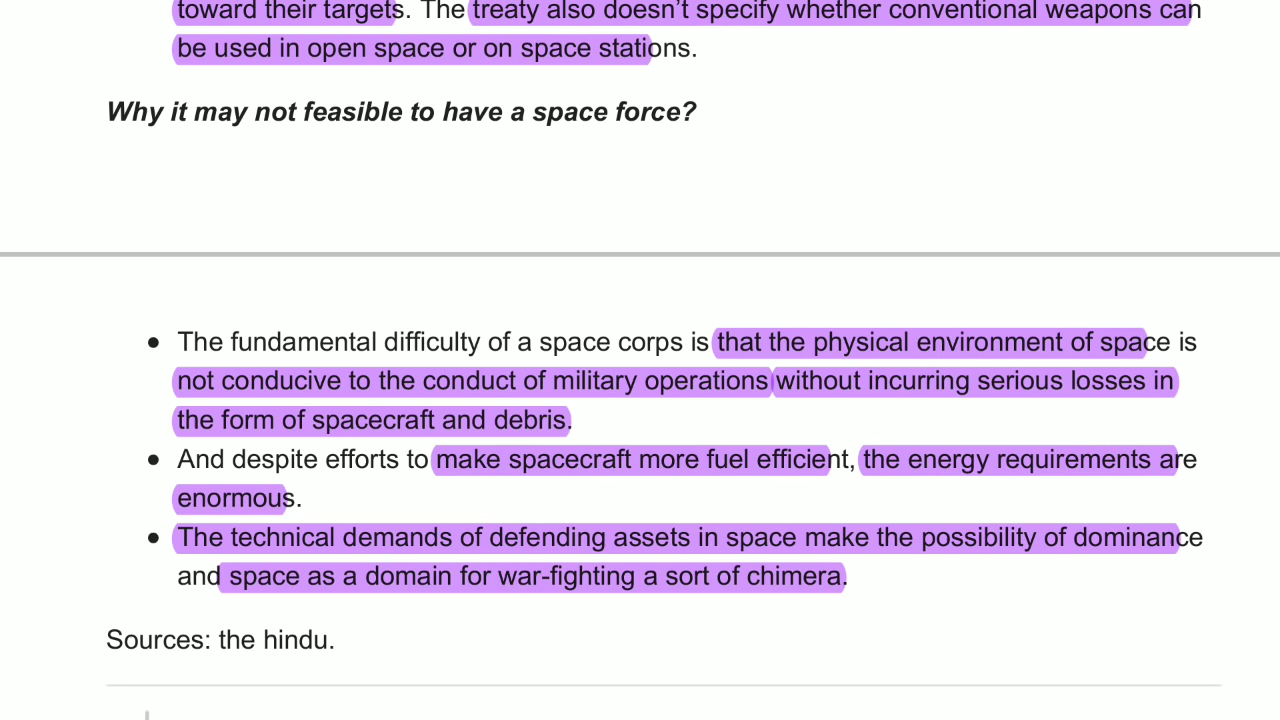 toward their targets. The treaty also doesn't specify whether conventional weapons can
be used in open space or on space stations.
Why it may not feasible to have a space force?
● The fundamental difficulty of a space corps is that the physical environment of space is
not conducive to the conduct of military operations without incurring serious losses in
the form of spacecraft and debris.
● And despite efforts to make spacecraft more fuel efficient, the energy requirements are
enormous.
● The technical demands of defending assets in space make the possibility of dominance
and space as a domain for war-fighting a sort of chimera.
Sources: the hindu.